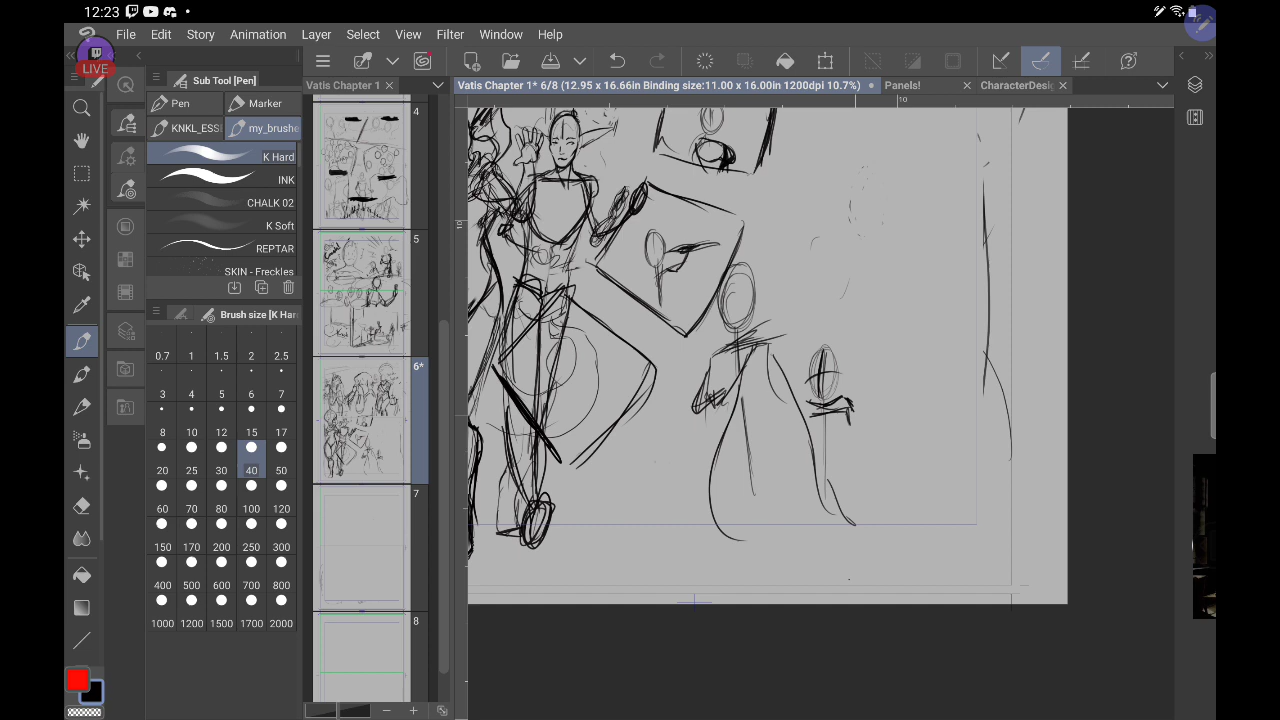 12:23
File Edit Story Animation Layer Select View Filter Window Help
LIVE
Sub Tool [Pen]
Vatis Chapter 1
Vatis Chapter 1* 6/8 (12.95 x 16.66in Binding size:11.00 x 16.00in 1200dpi 10.7%)
Panels!
CharacterDesig
Pen
Marker
KNKL_ESS
my_brushe
K Hard
INK
CHALK 02
K Soft
REPTAR
SKIN - Freckles
Brush size [K Har
0.7 1 1.5 2 2.5
3 4 5 6 7
8 10 12 15 17
20 25 30 40 50
60 70 80 100 120
150 170 200 250 300
400 500 600 700 800
1000 1200 1500 1700 2000
4
5
6*
7
8
10
10